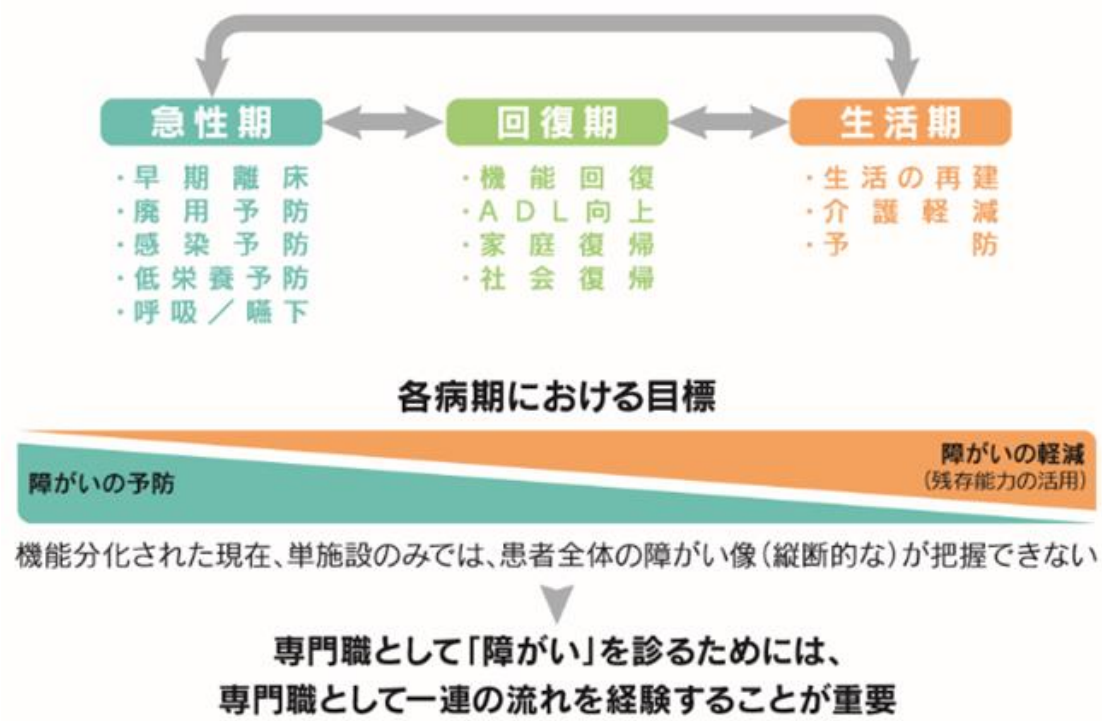 急性期
・早期離床
・廃用予防
・感染予防
・低栄養予防
・呼吸／嚥下
回復期
・機能回復
・ADL向上
・家庭復帰
・社会復帰
生活期
・生活の再建
・介護軽減
・予防
各病期における目標
障がいの予防
障がいの軽減
(残存能力の活用)
機能分化された現在、単施設のみでは、患者全体の障がい像(縦断的な)が把握できない
専門職として「障がい」を診るためには、
専門職として一連の流れを経験することが重要